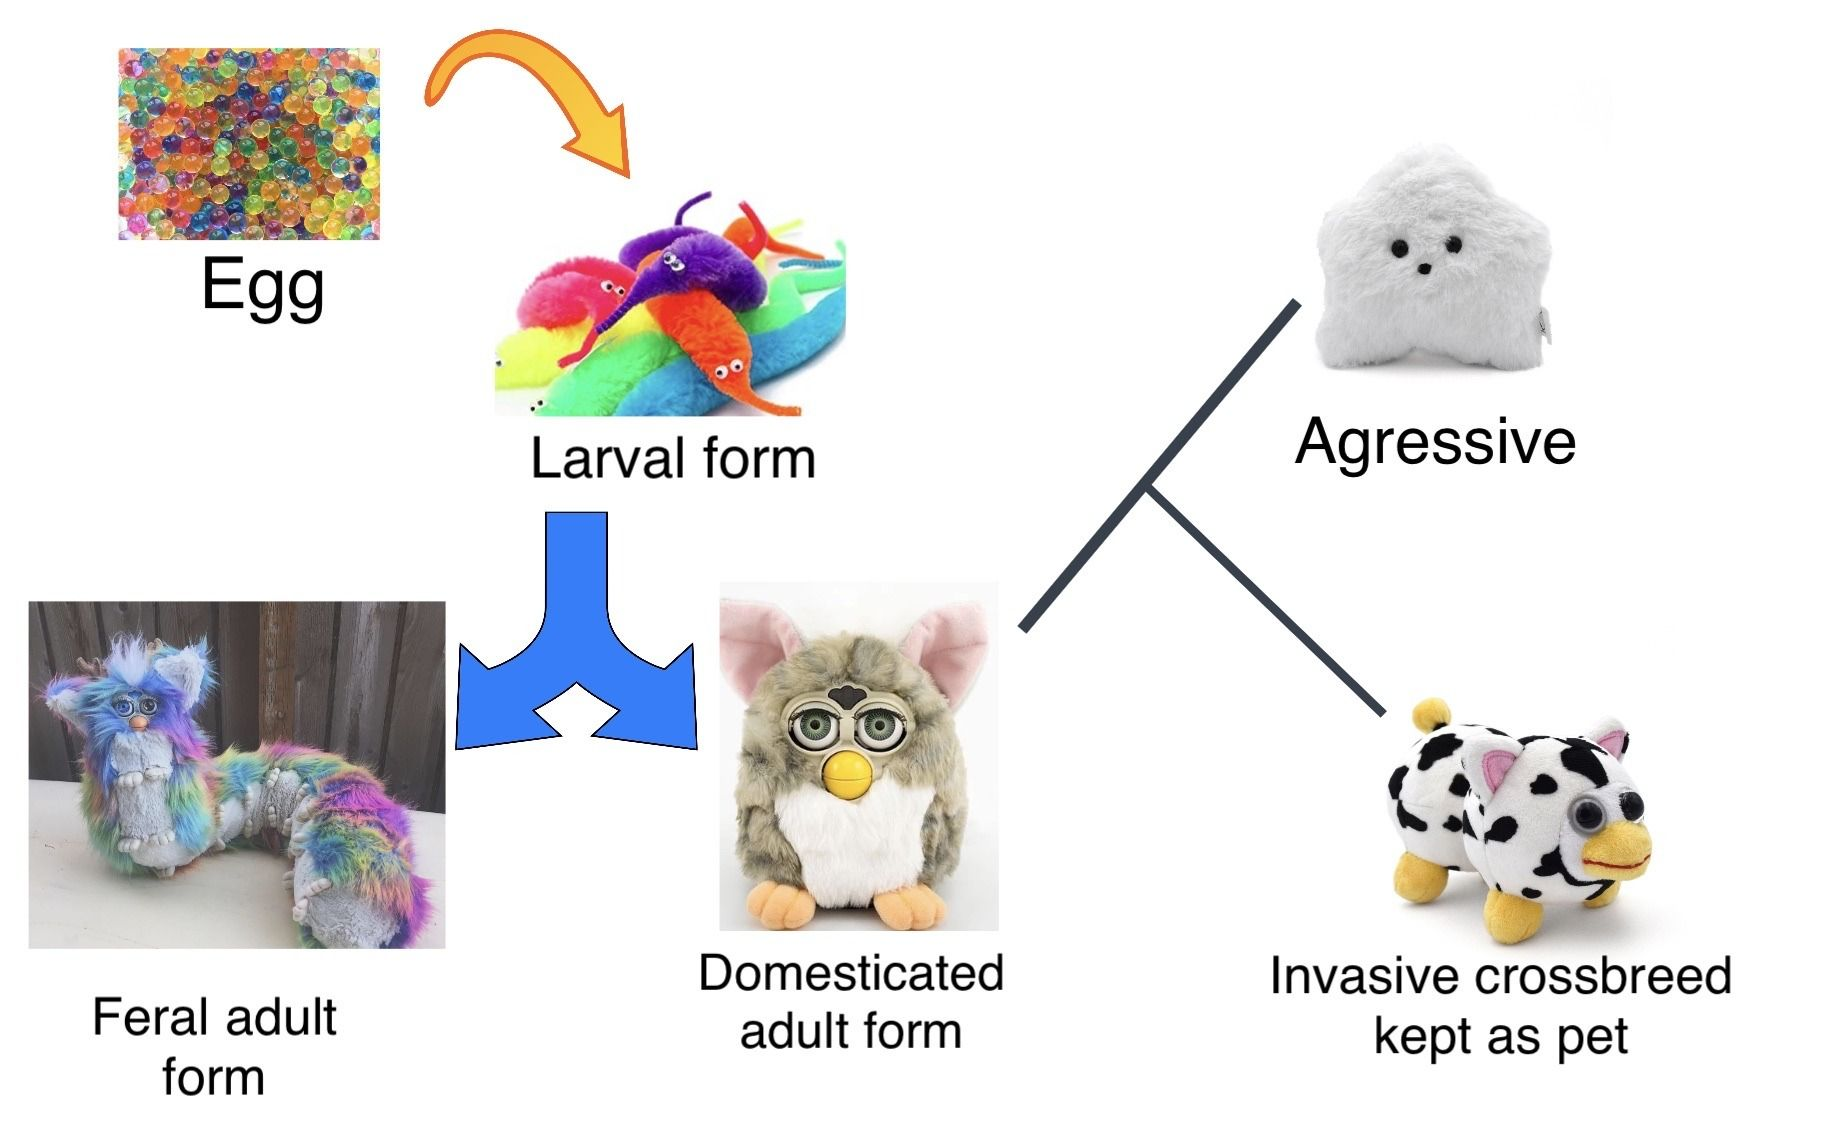 Egg
Larval form
Agressive
Feral adult
form
Domesticated
adult form
Invasive crossbreed
kept as pet